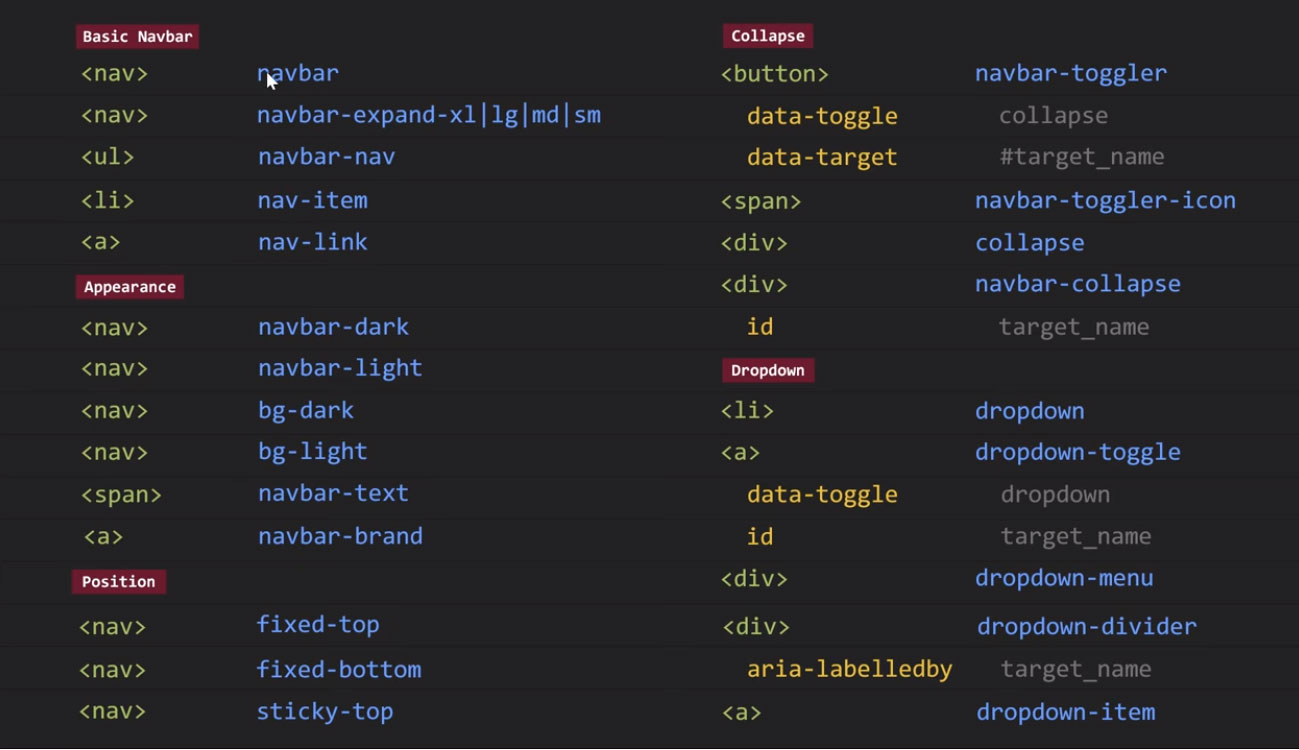 Basic Navbar
<nav> navbar
<nav> navbar-expand-xl|lg|md|sm
<ul> navbar-nav
<li> nav-item
<a> nav-link
Appearance
<nav> navbar-dark
<nav> navbar-light
<nav> bg-dark
<nav> bg-light
<span> navbar-text
<a> navbar-brand
Position
<nav> fixed-top
<nav> fixed-bottom
<nav> sticky-top
Collapse
<button> navbar-toggler
data-toggle collapse
data-target #target_name
<span> navbar-toggler-icon
<div> collapse
<div> navbar-collapse
id target_name
Dropdown
<li> dropdown
<a> dropdown-toggle
data-toggle dropdown
id target_name
<div> dropdown-menu
<div> dropdown-divider
aria-labelledby target_name
<a> dropdown-item